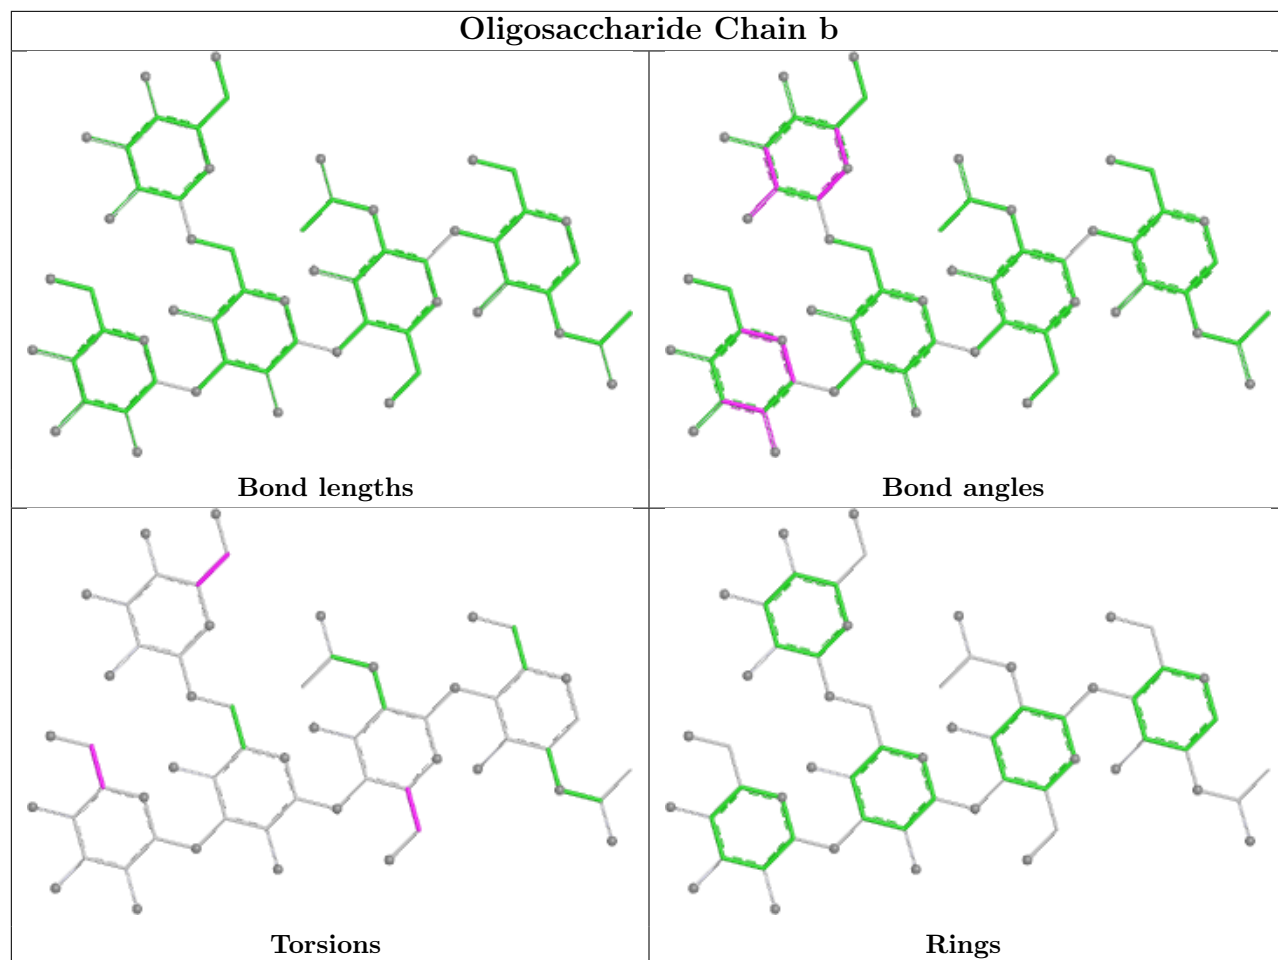 Oligosaccharide Chain b
Bond lengths
Bond angles
Torsions
Rings